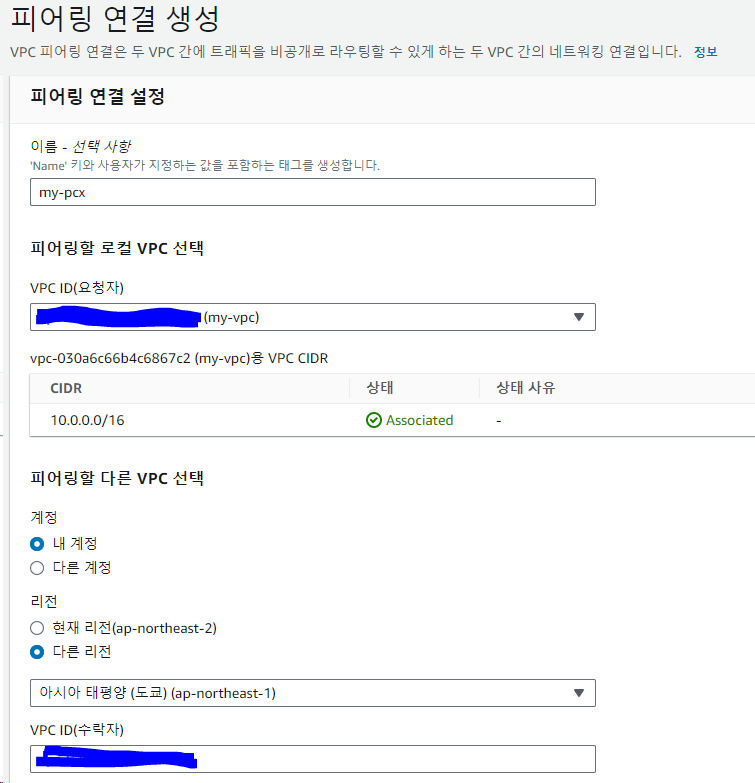 피어링 연결 생성
VPC 피어링 연결은 두 VPC 간에 트래픽을 비공개로 라우팅할 수 있게 하는 두 VPC 간의 네트워킹 연결입니다. 정보
피어링 연결 설정
이름 - 선택 사항
'Name' 키와 사용자가 지정하는 값을 포함하는 태그를 생성합니다.
my-pcx
피어링할 로컬 VPC 선택
VPC ID(요청자)
(my-vpc)
vpc-030a6c66b4c6867c2 (my-vpc)용 VPC CIDR
CIDR 상태 상태 사유
10.0.0.0/16 Associated -
피어링할 다른 VPC 선택
계정
내 계정
다른 계정
리전
현재 리전(ap-northeast-2)
다른 리전
아시아 태평양 (도쿄) (ap-northeast-1)
VPC ID(수락자)